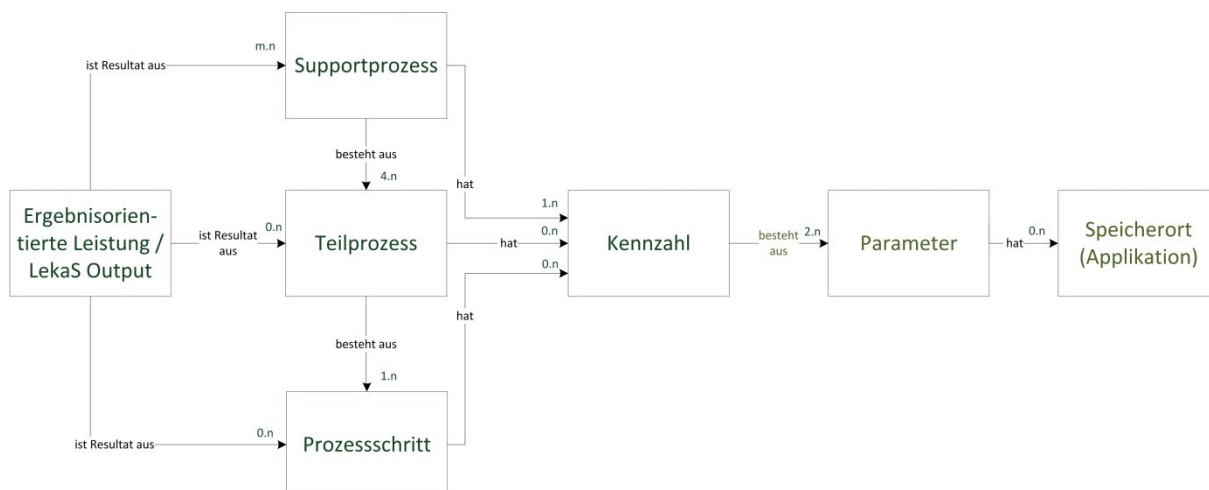 m.n
ist Resultat aus
Supportprozess
besteht aus
4.n
hat
1.n
Ergebnisorien-
tierte Leistung /
LekaS Output
ist Resultat
aus
0.n
Teilprozess
hat
0.n
0.n
Kennzahl
besteht
aus
2.n
Parameter
hat
0.n
Speicherort
(Applikation)
hat
besteht aus
1.n
ist Resultat aus
0.n
Prozessschritt